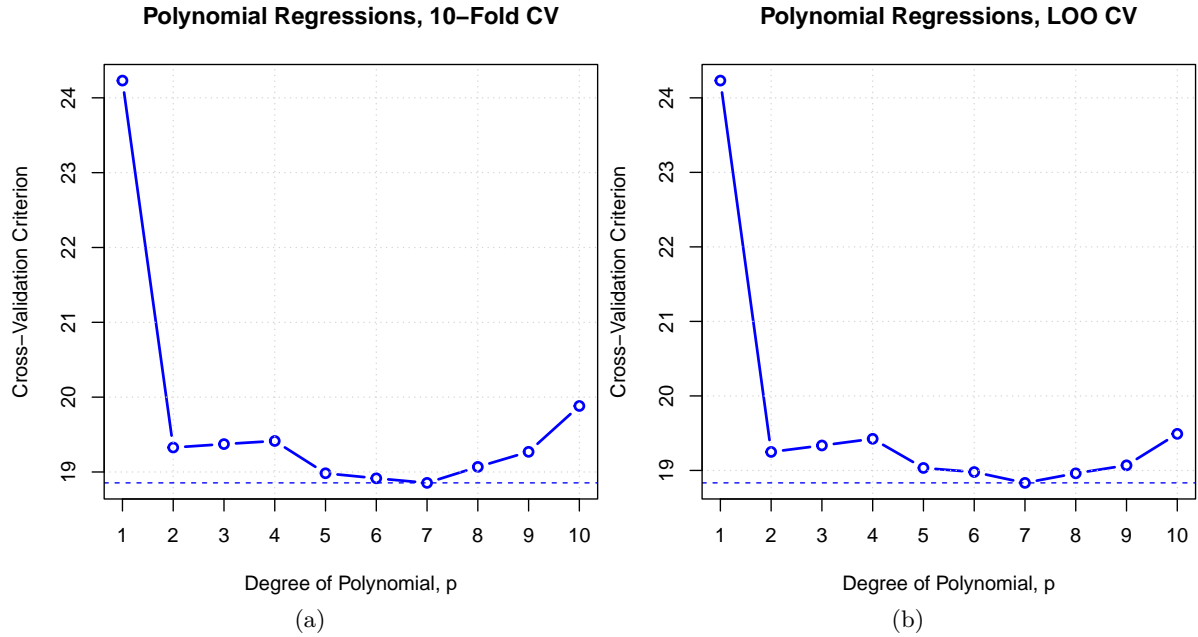 Polynomial Regressions, 10−Fold CV
Cross−Validation Criterion
24
23
22
21
20
19
1 2 3 4 5 6 7 8 9 10
Degree of Polynomial, p
(a)
Polynomial Regressions, LOO CV
Cross−Validation Criterion
24
23
22
21
20
19
1 2 3 4 5 6 7 8 9 10
Degree of Polynomial, p
(b)